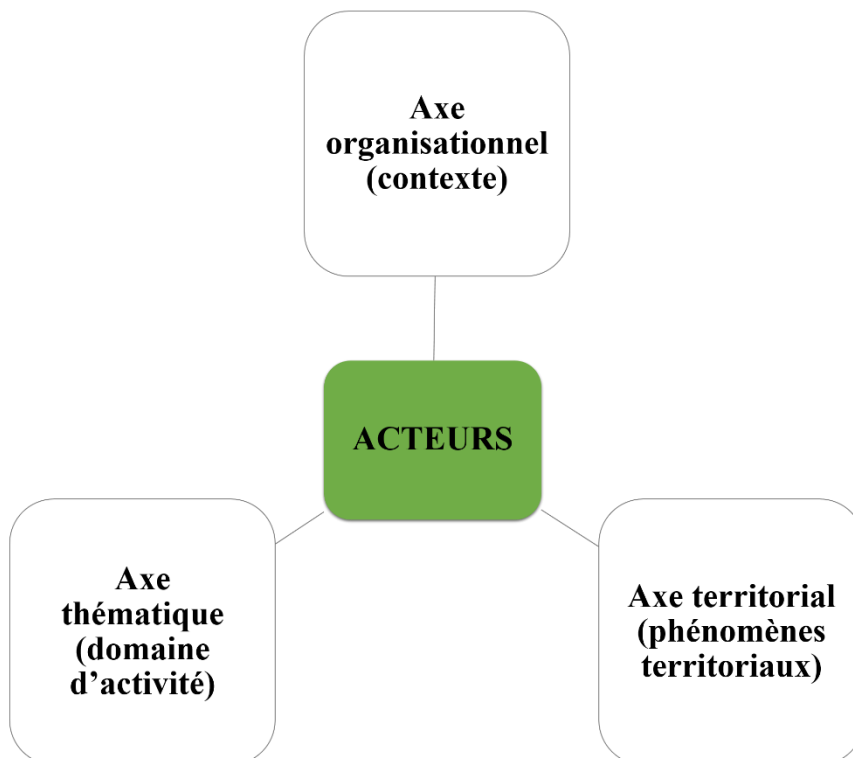 Axe
organisationnel
(contexte)
ACTEURS
Axe
thématique
(domaine
d’activité)
Axe territorial
(phénomènes
territoriaux)